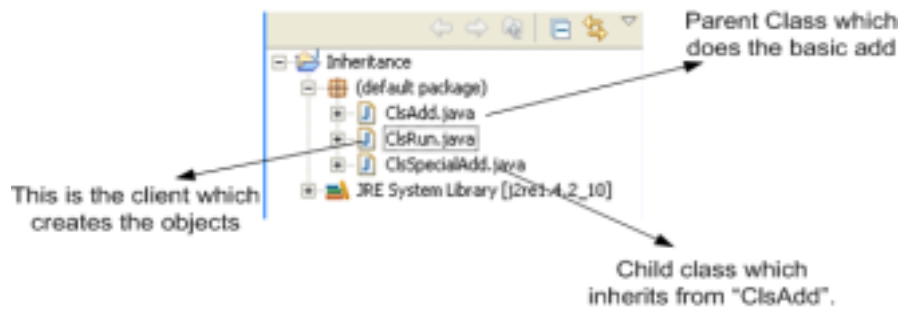 Parent Class which
does the basic add
Inheritance
(default package)
ClsAdd.java
ClsRun.java
ClsSpecialAdd.java
JRE System Library [j2re1.4.2_10]
This is the client which
creates the objects
Child class which
inherits from “ClsAdd”.